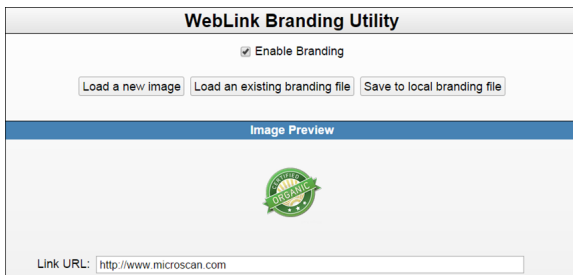 WebLink Branding Utility
Enable Branding
Load a new image Load an existing branding file Save to local branding file
Image Preview
CERTIFIED
ORGANIC
Link URL: http://www.microscan.com